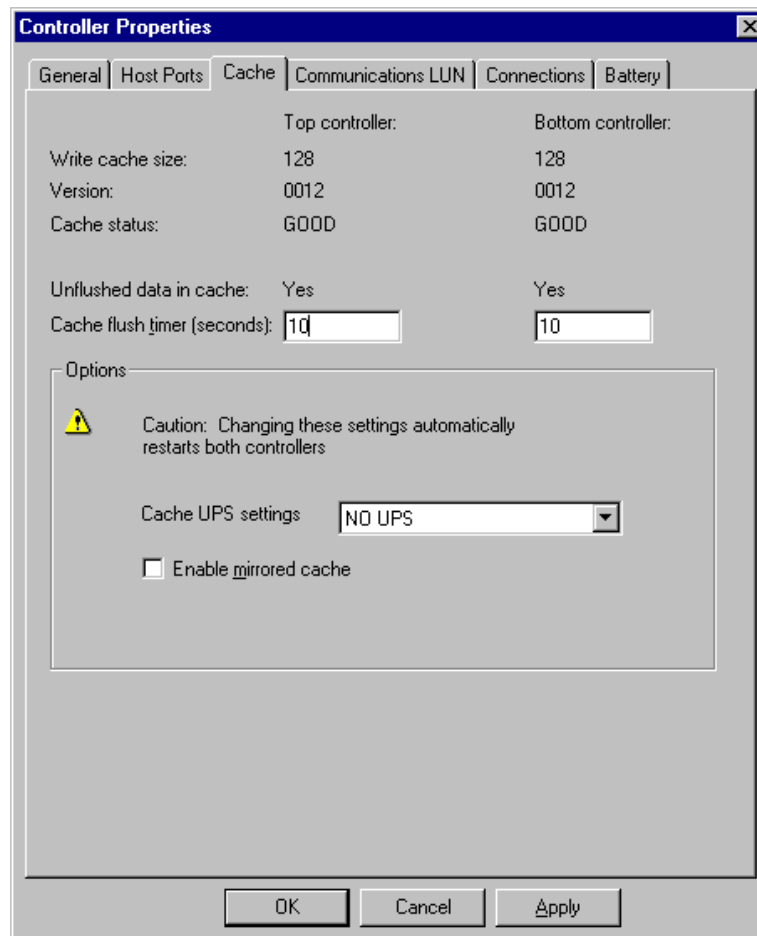 Controller Properties
General Host Ports Cache Communications LUN Connections Battery
Top controller: Bottom controller:
Write cache size: 128 128
Version: 0012 0012
Cache status: GOOD GOOD
Unflushed data in cache: Yes Yes
Cache flush timer (seconds): 10 10
Options
Caution: Changing these settings automatically
restarts both controllers
Cache UPS settings NO UPS
Enable mirrored cache
OK Cancel Apply